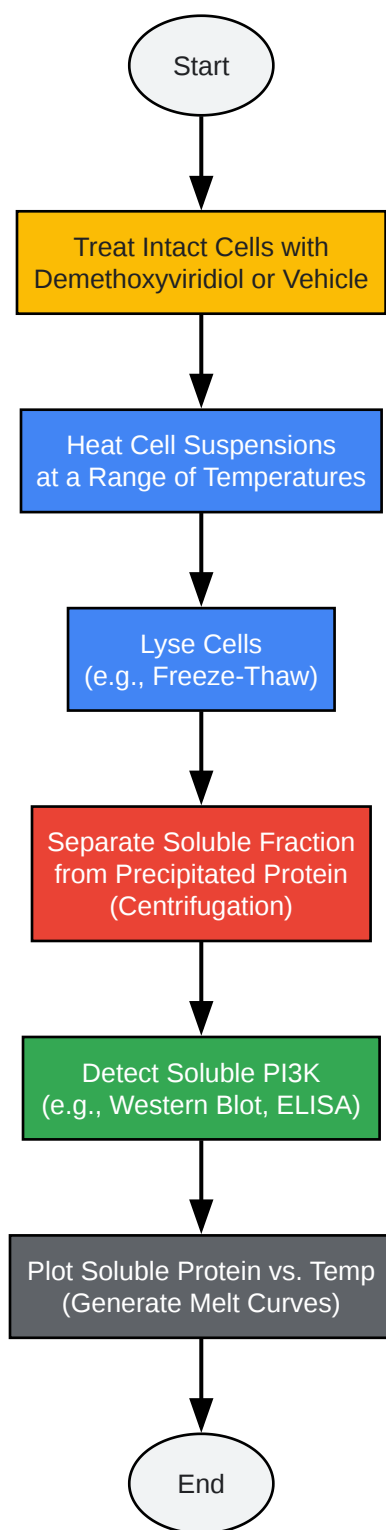 Start
Treat Intact Cells with
Demethoxyviridiol or Vehicle
Heat Cell Suspensions
at a Range of Temperatures
Lyse Cells
(e.g., Freeze-Thaw)
Separate Soluble Fraction
from Precipitated Protein
(Centrifugation)
Detect Soluble PI3K
(e.g., Western Blot, ELISA)
Plot Soluble Protein vs. Temp
(Generate Melt Curves)
End